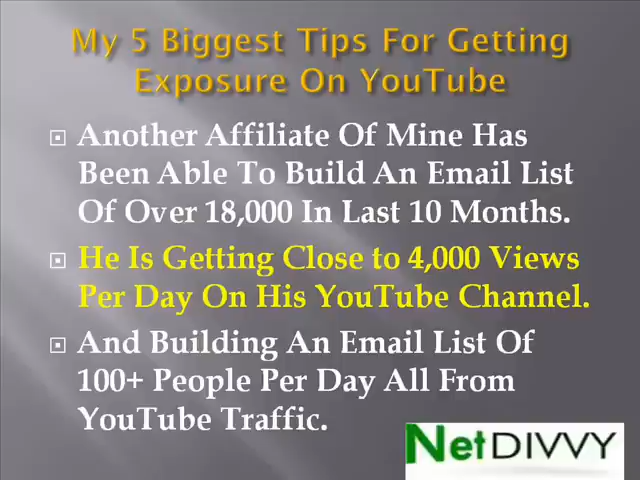 My 5 Biggest Tips For Getting
Exposure On YouTube
Another Affiliate Of Mine Has
Been Able To Build An Email List
Of Over 18,000 In Last 10 Months.
He Is Getting Close to 4,000 Views
Per Day On His YouTube Channel.
And Building An Email List Of
100+ People Per Day All From
YouTube Traffic.
NetDIVVY